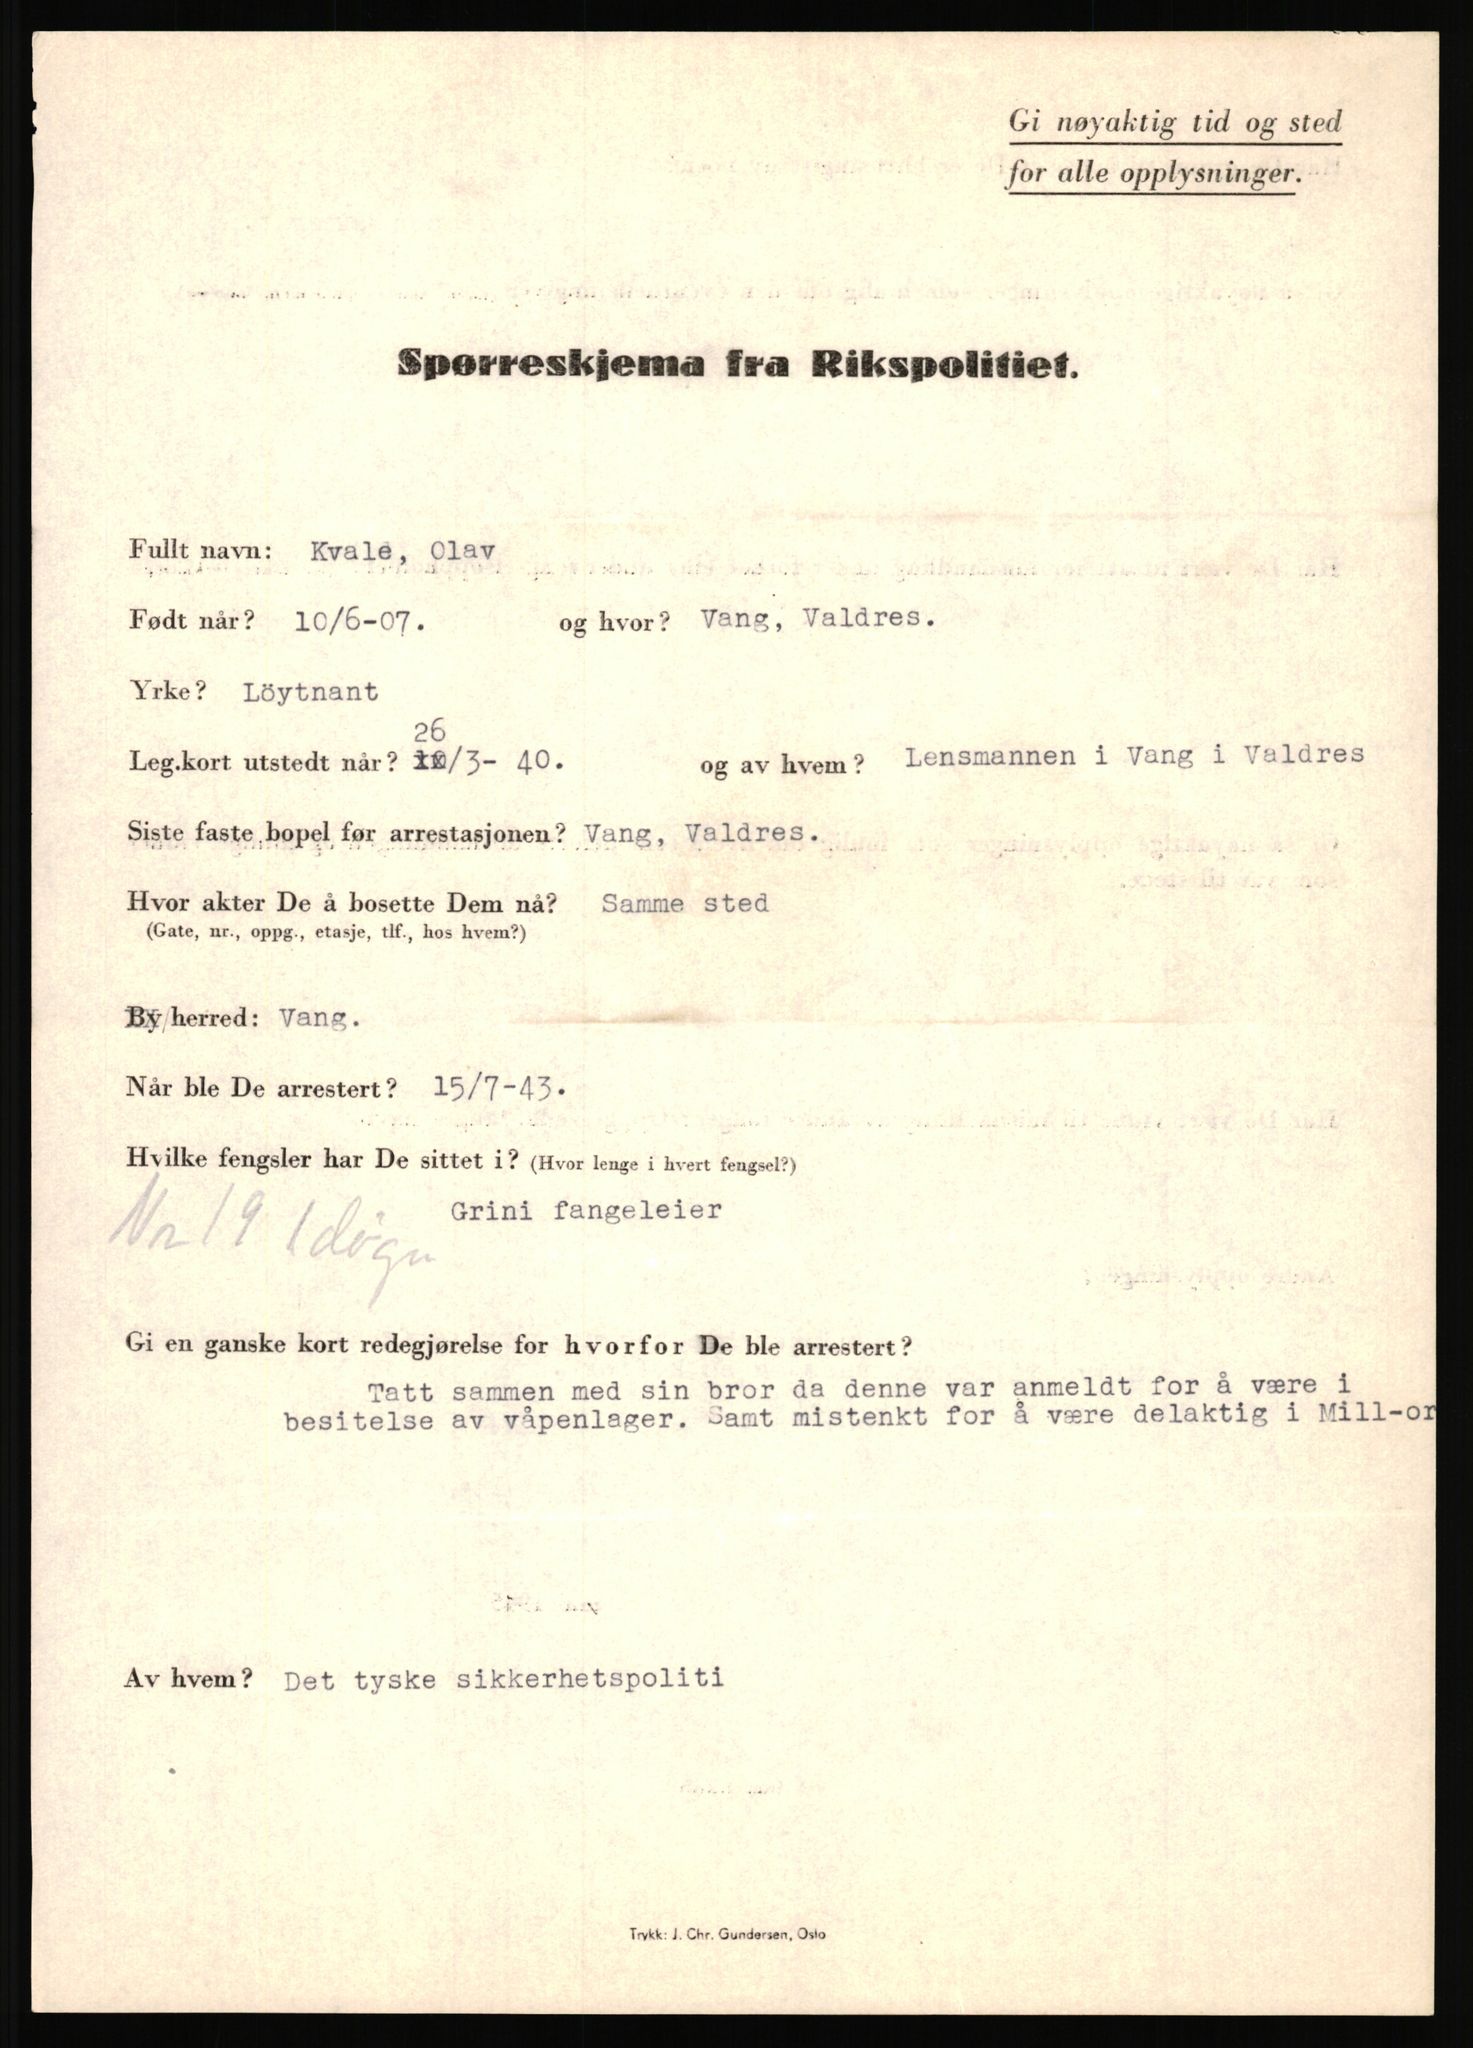 Gi nøyaktig tid og sted
for alle opplysninger.
Spørreskjema fra Rikspolitiet.
Fullt navn: Kvale, Olav
Født når? 10/6-07. og hvor? Vang, Valdres.
Yrke? Löytnant
26
Leg.kort utstedt når? 10/3- 40. og av hvem? Lensmannen i Vang i Valdres
Siste faste bopel før arrestasjonen? Vang, Valdres.
Hvor akter De å bosette Dem nå? Samme sted
(Gate, nr., oppg., etasje, tlf., hos hvem?)
By/herred: Vang.
Når ble De arrestert? 15/7-43.
Hvilke fengsler har De sittet i? (Hvor lenge i hvert fengsel?)
Grini fangeleier
Nr 19 1 døgn
Gi en ganske kort redegjørelse for hvorfor De ble arrestert?
Tatt sammen med sin bror da denne var anmeldt for å være i
besitelse av våpenlager. Samt mistenkt for å være delaktig i Mill-or
Av hvem? Det tyske sikkerhetspoliti
Trykk: J. Chr. Gundersen, Oslo